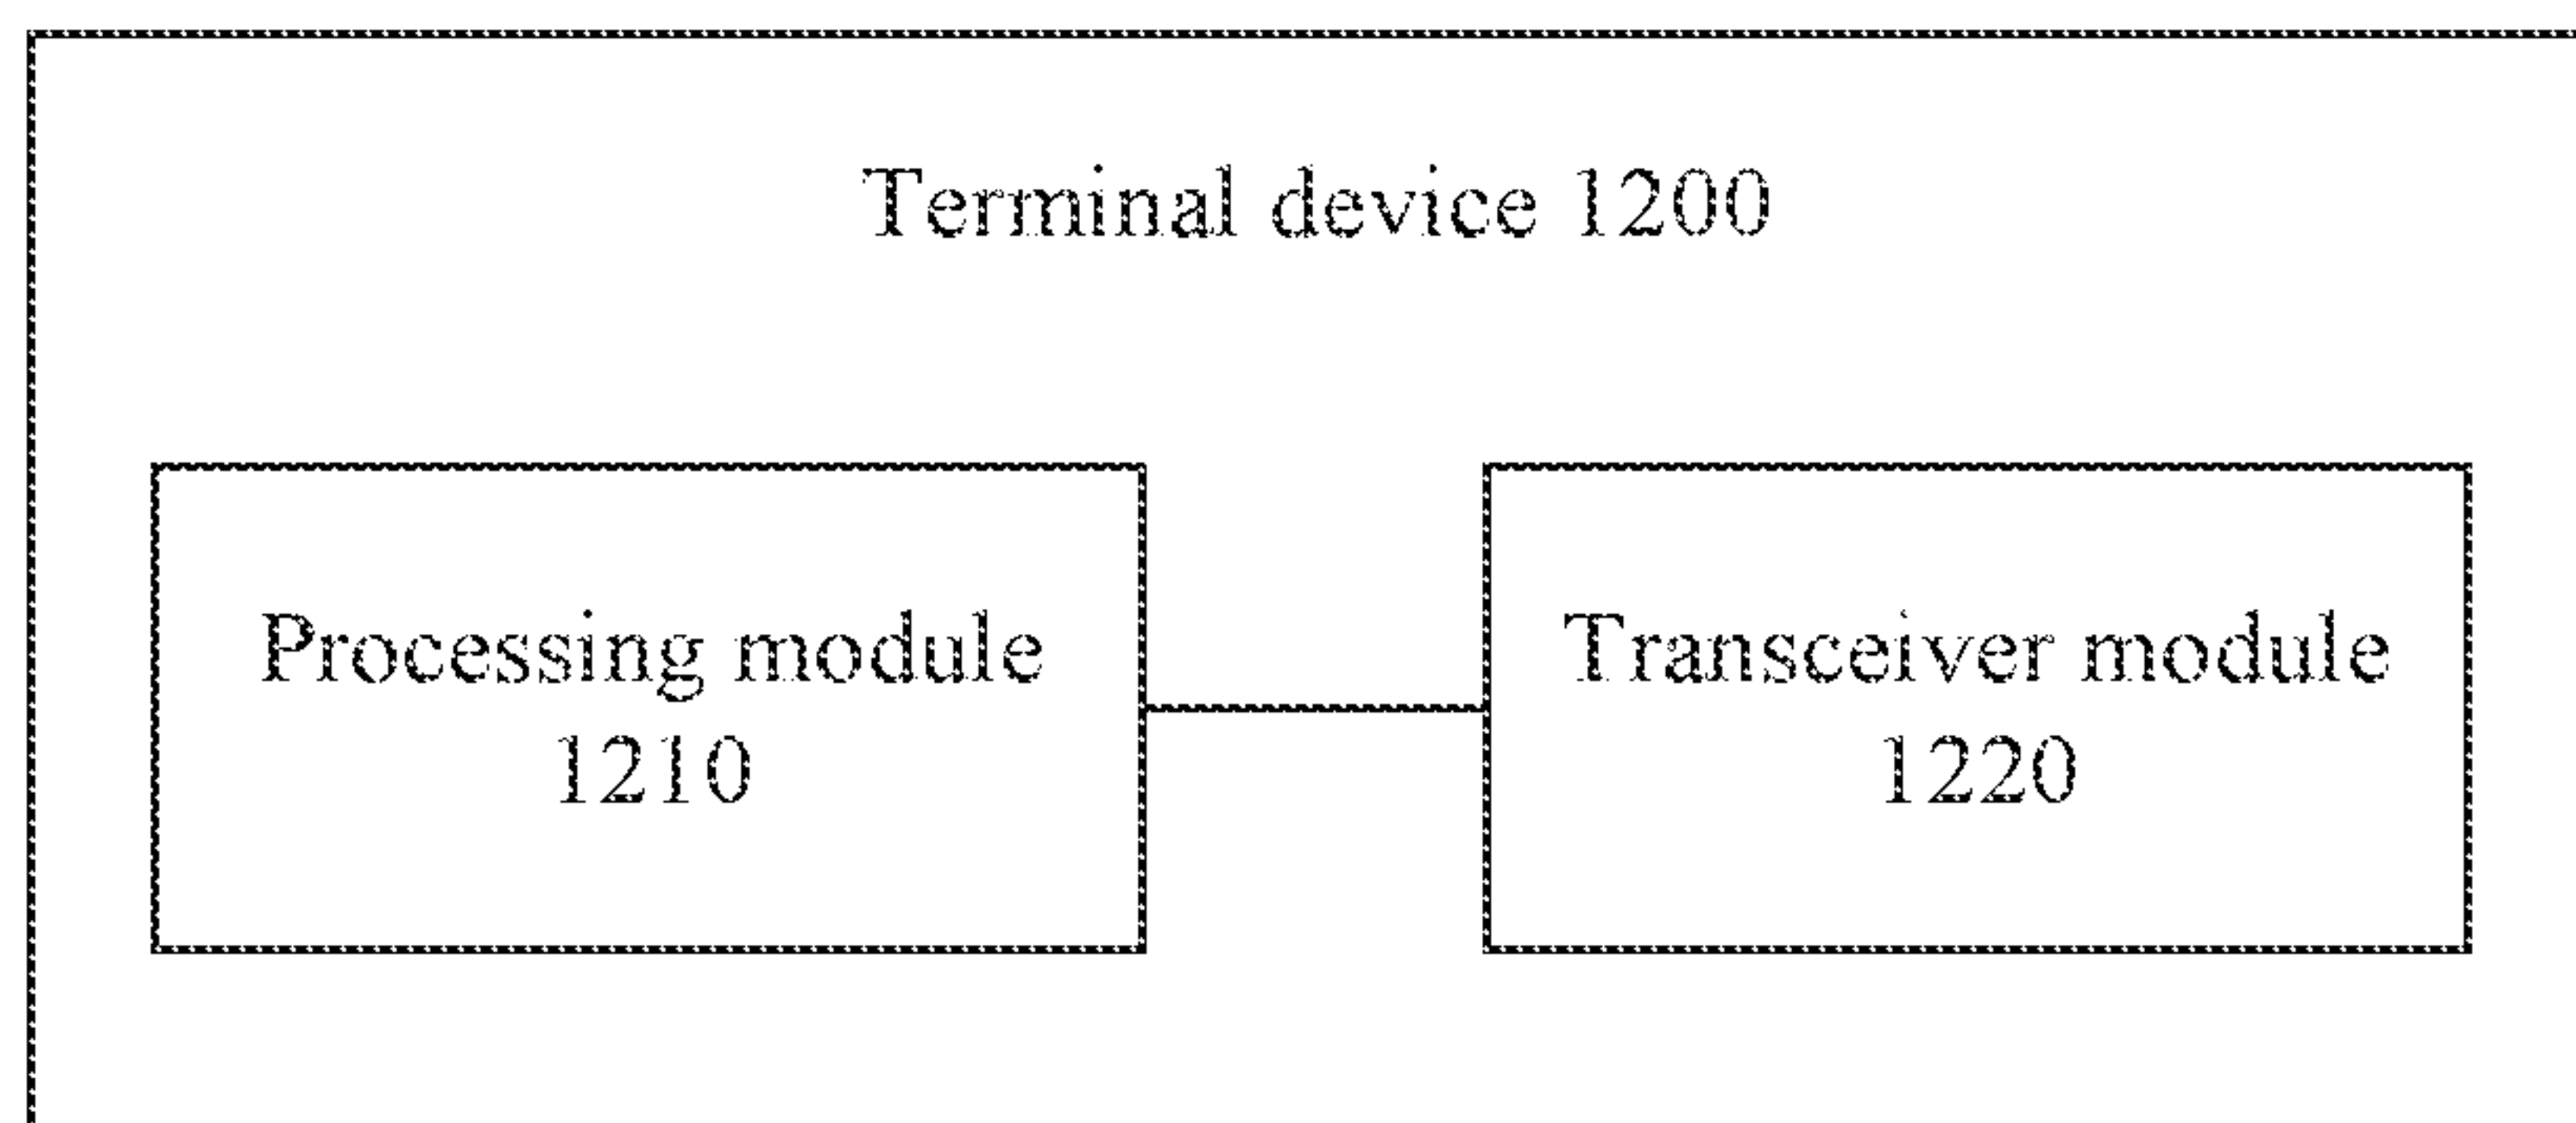 Terminal device 1200
Processing module
1210
Transceiver module
1220